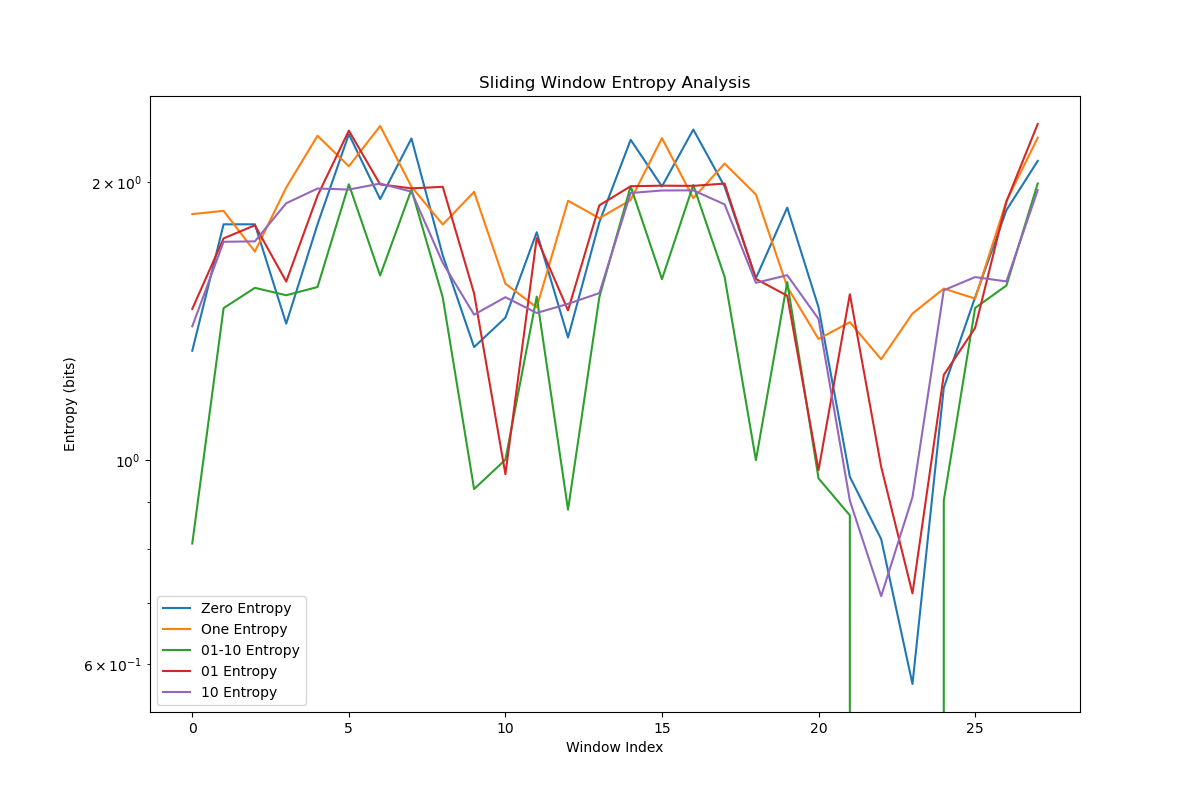 Sliding Window Entropy Analysis
Entropy (bits)
2 × 10⁰
10⁰
6 × 10⁻¹
Zero Entropy
One Entropy
01-10 Entropy
01 Entropy
10 Entropy
0 5 10 15 20 25
Window Index